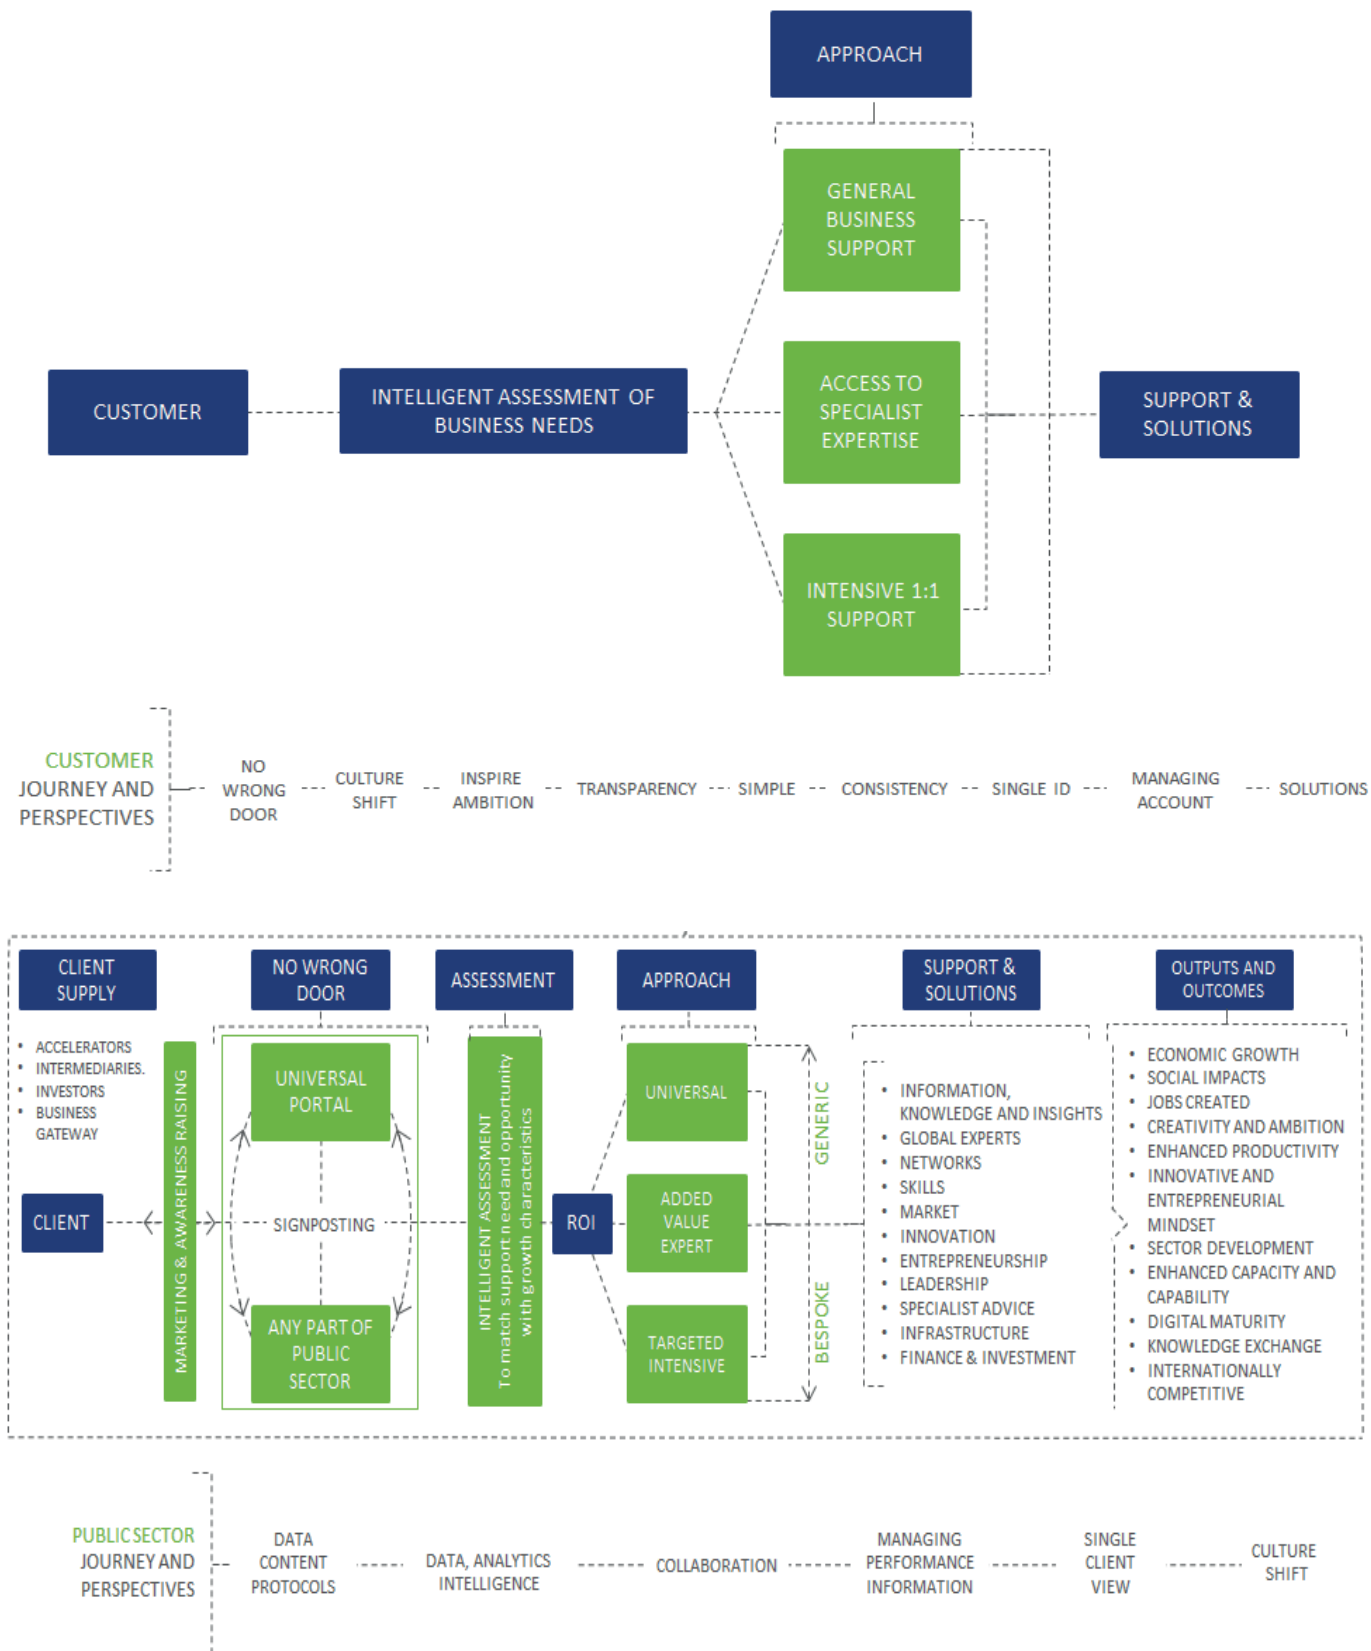 APPROACH
GENERAL
BUSINESS
SUPPORT
CUSTOMER
INTELLIGENT ASSESSMENT OF
BUSINESS NEEDS
ACCESS TO
SPECIALIST
EXPERTISE
SUPPORT &
SOLUTIONS
INTENSIVE 1:1
SUPPORT
CUSTOMER
JOURNEY AND
PERSPECTIVES
NO
WRONG
DOOR
CULTURE
SHIFT
INSPIRE
AMBITION
TRANSPARENCY
SIMPLE
CONSISTENCY
SINGLE ID
MANAGING
ACCOUNT
SOLUTIONS
CLIENT
SUPPLY
• ACCELERATORS
• INTERMEDIARIES.
• INVESTORS
• BUSINESS
GATEWAY
CLIENT
MARKETING & AWARENESS RAISING
NO WRONG
DOOR
UNIVERSAL
PORTAL
SIGNPOSTING
ANY PART OF
PUBLIC
SECTOR
ASSESSMENT
INTELLIGENT ASSESSMENT
To match support need and opportunity
with growth characteristics
ROI
APPROACH
UNIVERSAL
ADDED
VALUE
EXPERT
TARGETED
INTENSIVE
GENERIC
BESPOKE
SUPPORT &
SOLUTIONS
• INFORMATION,
KNOWLEDGE AND INSIGHTS
• GLOBAL EXPERTS
• NETWORKS
• SKILLS
• MARKET
• INNOVATION
• ENTREPRENEURSHIP
• LEADERSHIP
• SPECIALIST ADVICE
• INFRASTRUCTURE
• FINANCE & INVESTMENT
OUTPUTS AND
OUTCOMES
• ECONOMIC GROWTH
• SOCIAL IMPACTS
• JOBS CREATED
• CREATIVITY AND AMBITION
• ENHANCED PRODUCTIVITY
• INNOVATIVE AND
ENTREPRENEURIAL
MINDSET
• SECTOR DEVELOPMENT
• ENHANCED CAPACITY AND
CAPABILITY
• DIGITAL MATURITY
• KNOWLEDGE EXCHANGE
• INTERNATIONALLY
COMPETITIVE
PUBLIC SECTOR
JOURNEY AND
PERSPECTIVES
DATA
CONTENT
PROTOCOLS
DATA, ANALYTICS
INTELLIGENCE
COLLABORATION
MANAGING
PERFORMANCE
INFORMATION
SINGLE
CLIENT
VIEW
CULTURE
SHIFT